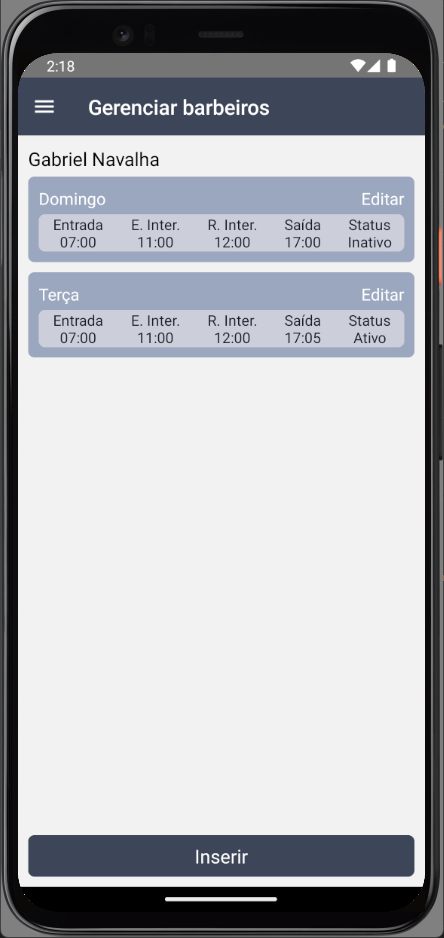 2:18
Gerenciar barbeiros
Gabriel Navalha
Domingo Editar
Entrada E. Inter. R. Inter. Saída Status
07:00 11:00 12:00 17:00 Inativo
Terça Editar
Entrada E. Inter. R. Inter. Saída Status
07:00 11:00 12:00 17:05 Ativo
Inserir